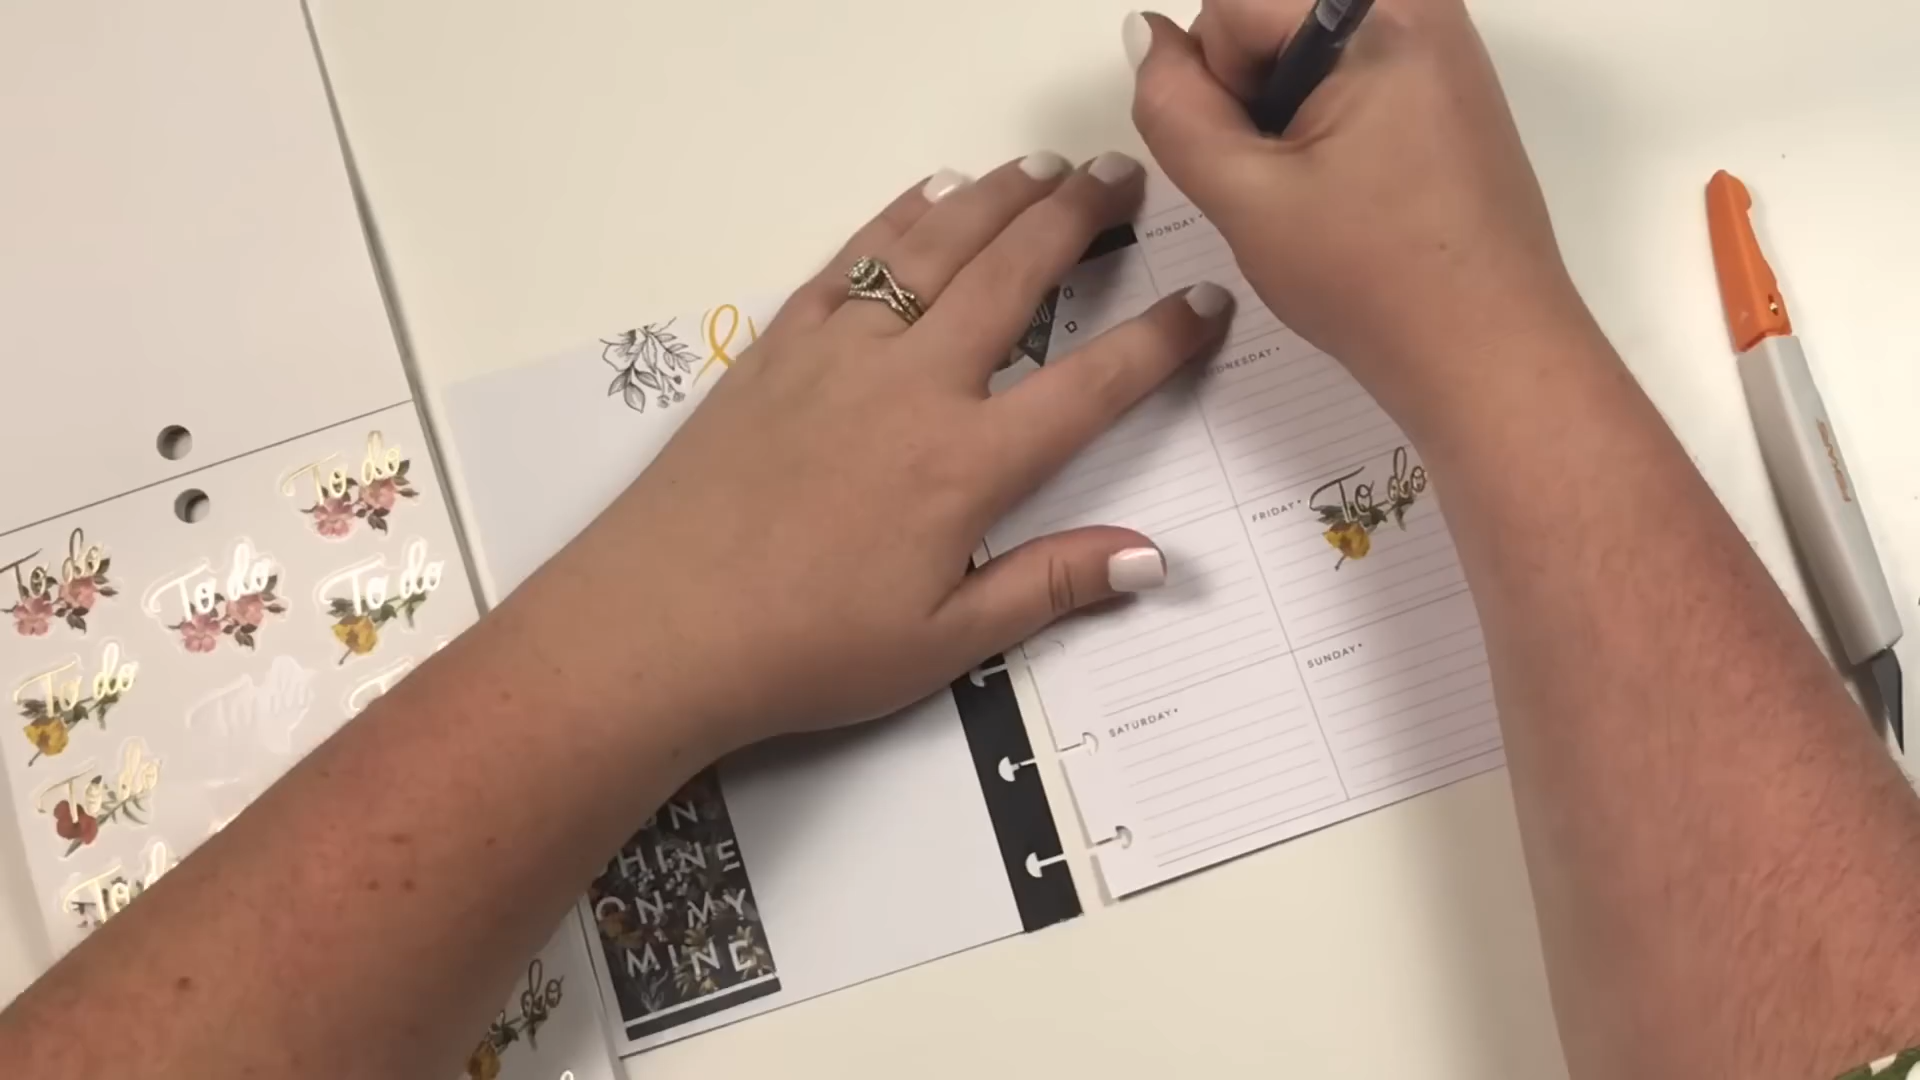 To do
To do
To do
To do
To do
To do
To do
MONDAY
FRIDAY
To do
SATURDAY
SUNDAY
HINE
ON MY
MIND